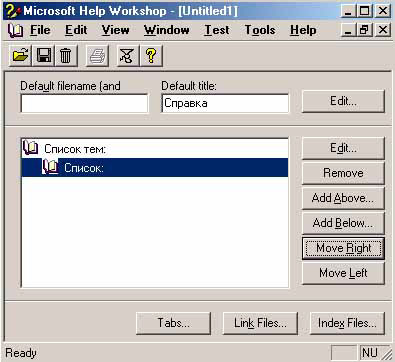 Microsoft Help Workshop - [Untitled1]
File Edit View Window Test Tools Help
Default filename (and
Default title:
Справка
Edit...
Список тем:
Список:
Edit...
Remove
Add Above...
Add Below...
Move Right
Move Left
Tabs...
Link Files...
Index Files...
Ready
NU